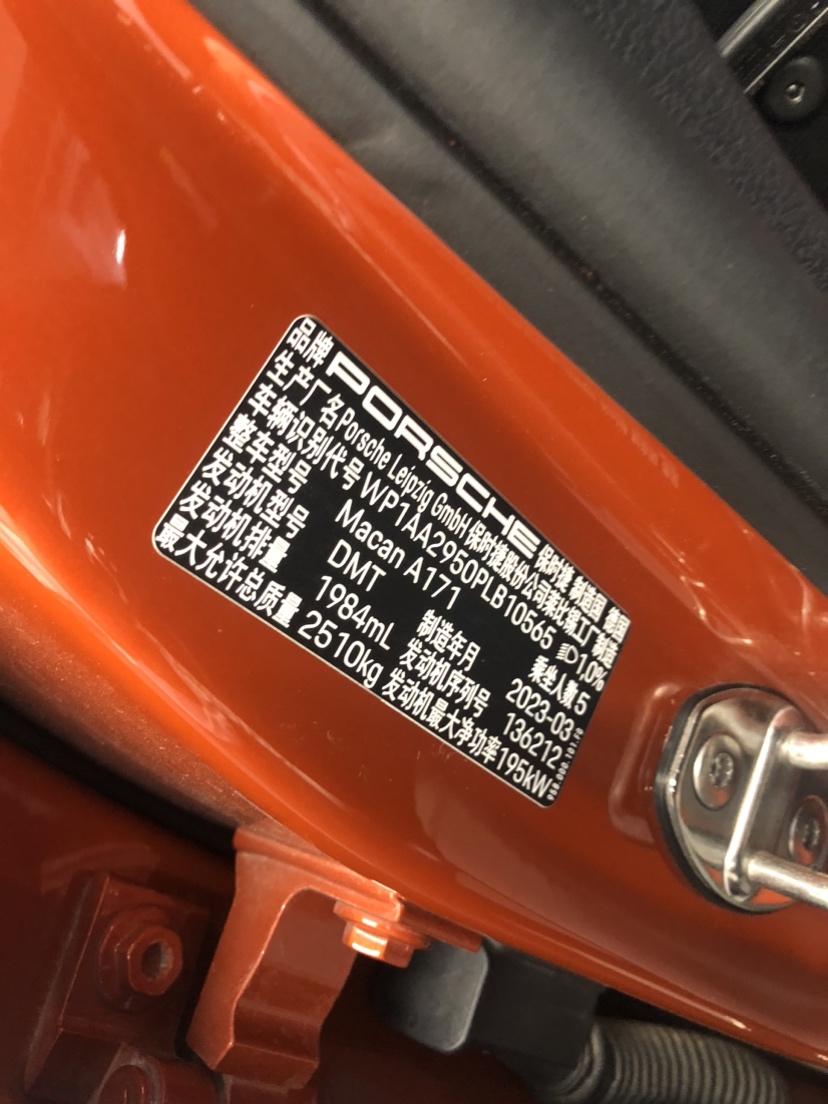 品牌 PORSCHE 保时捷 制造国 德国
生产厂名 Porsche Leipzig GmbH 保时捷股份公司莱比锡工厂 制造
车辆识别代号 WP1AA2950PLB10565 1.0%
整车型号 Macan A171 乘坐人数 5
发动机型号 DMT 制造年月 2023-03
发动机排量 1984mL 发动机序列号 136212
最大允许总质量 2510kg 发动机最大净功率 195kW